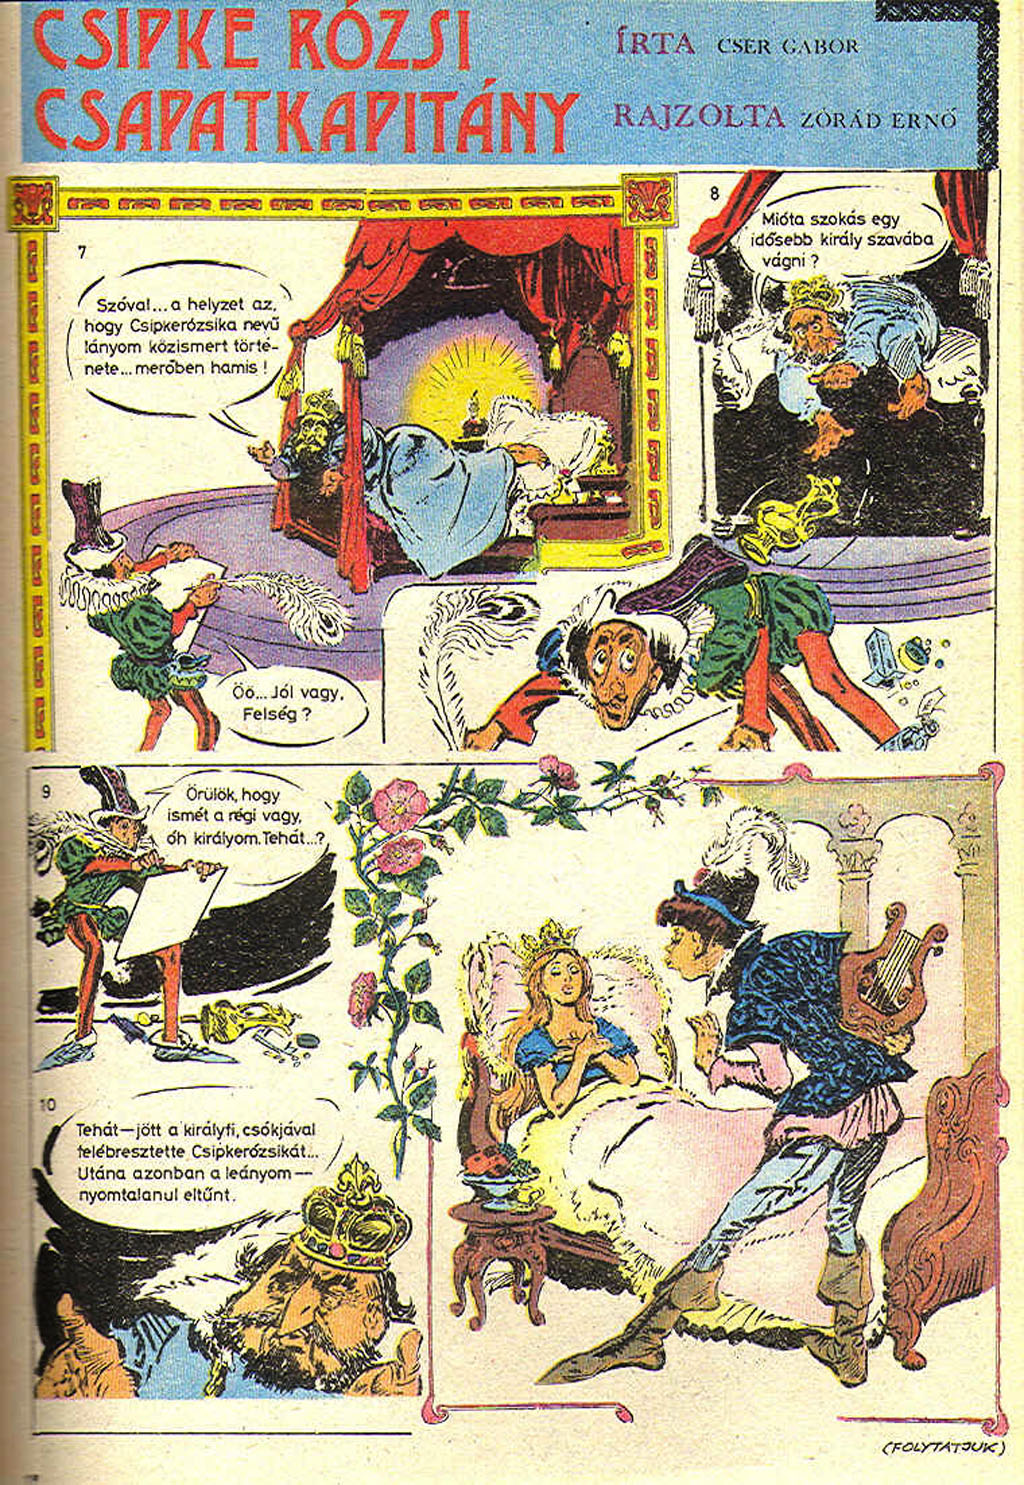 CSIPKE RÓZSI
CSAPATKAPITÁNY
ÍRTA CSER GÁBOR
RAJZOLTA ZÓRÁD ERNŐ
7
Szóval... a helyzet az,
hogy Csipkerózsika nevű
lányom közismert törté-
nete... merőben hamis!
Öö... Jól vagy,
Felség?
8
Mióta szokás egy
idősebb király szavába
vágni?
9
Örülök, hogy
ismét a régi vagy,
óh királyom. Tehát...?
10
Tehát — jött a királyfi, csókjával
felébresztette Csipkerózsikát...
Utána azonban a leányom —
nyomtalanul eltűnt.
(FOLYTATJUK)